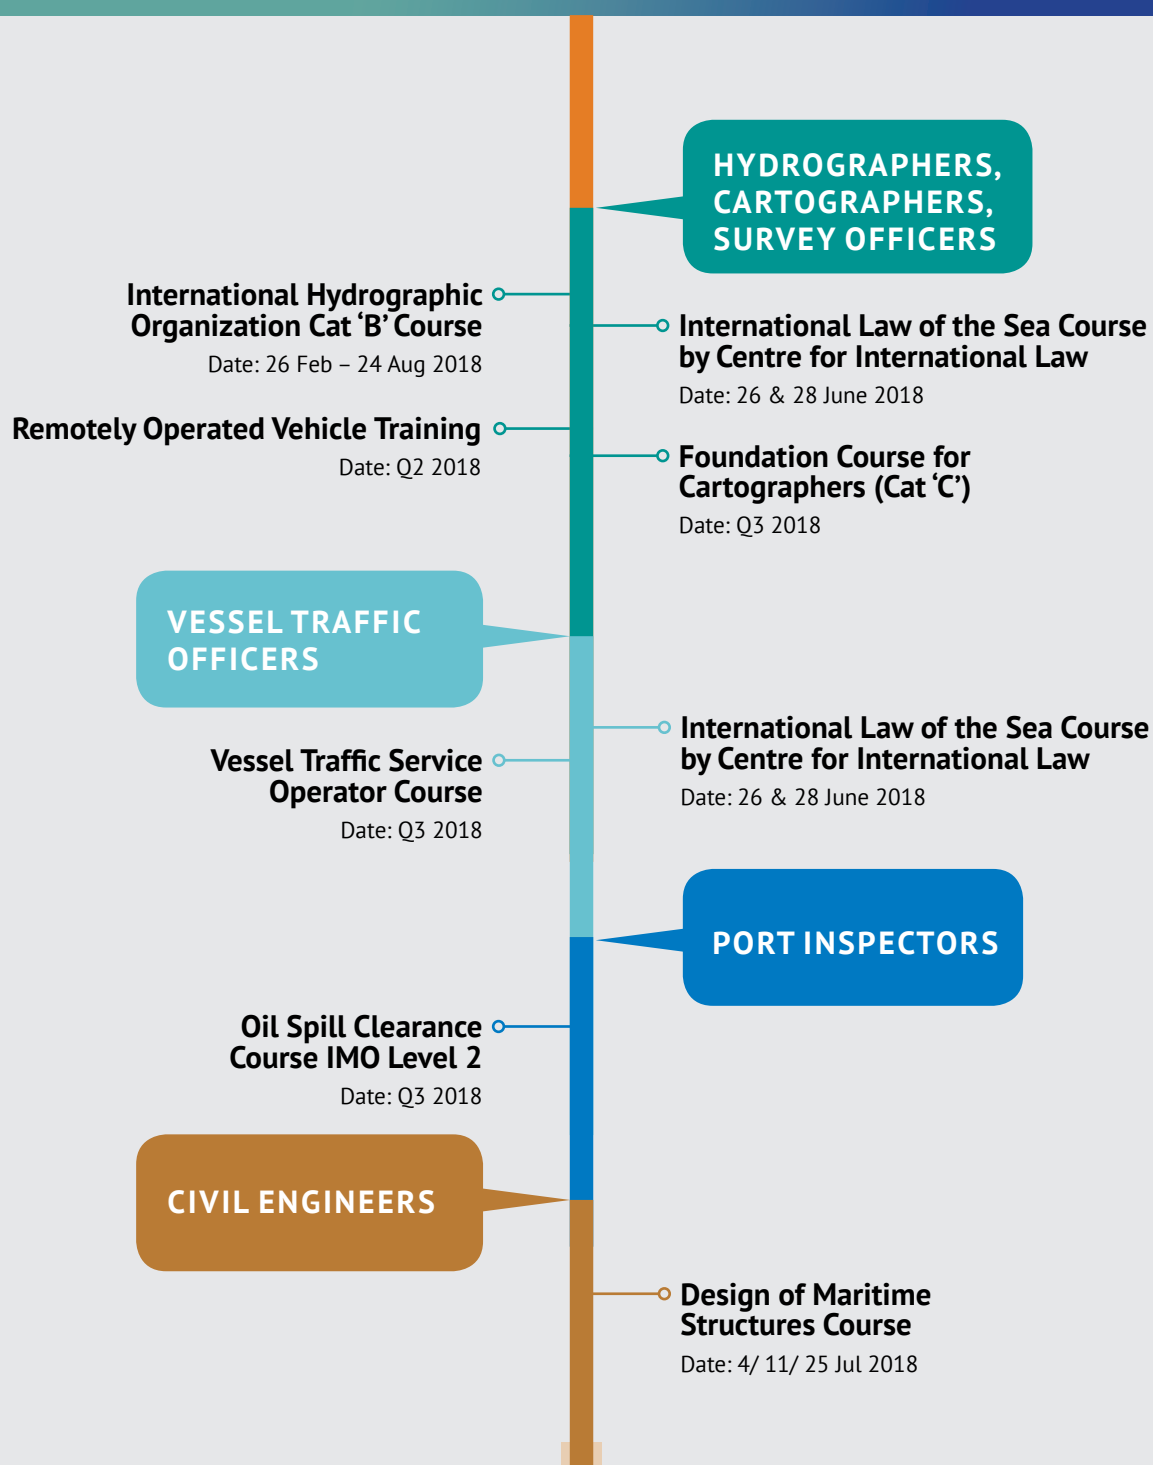 HYDROGRAPHERS,
CARTOGRAPHERS,
SURVEY OFFICERS
International Hydrographic
Organization Cat ‘B’ Course
Date: 26 Feb – 24 Aug 2018
International Law of the Sea Course
by Centre for International Law
Date: 26 & 28 June 2018
Remotely Operated Vehicle Training
Date: Q2 2018
Foundation Course for
Cartographers (Cat ‘C’)
Date: Q3 2018
VESSEL TRAFFIC
OFFICERS
International Law of the Sea Course
by Centre for International Law
Date: 26 & 28 June 2018
Vessel Traffic Service
Operator Course
Date: Q3 2018
PORT INSPECTORS
Oil Spill Clearance
Course IMO Level 2
Date: Q3 2018
CIVIL ENGINEERS
Design of Maritime
Structures Course
Date: 4/ 11/ 25 Jul 2018